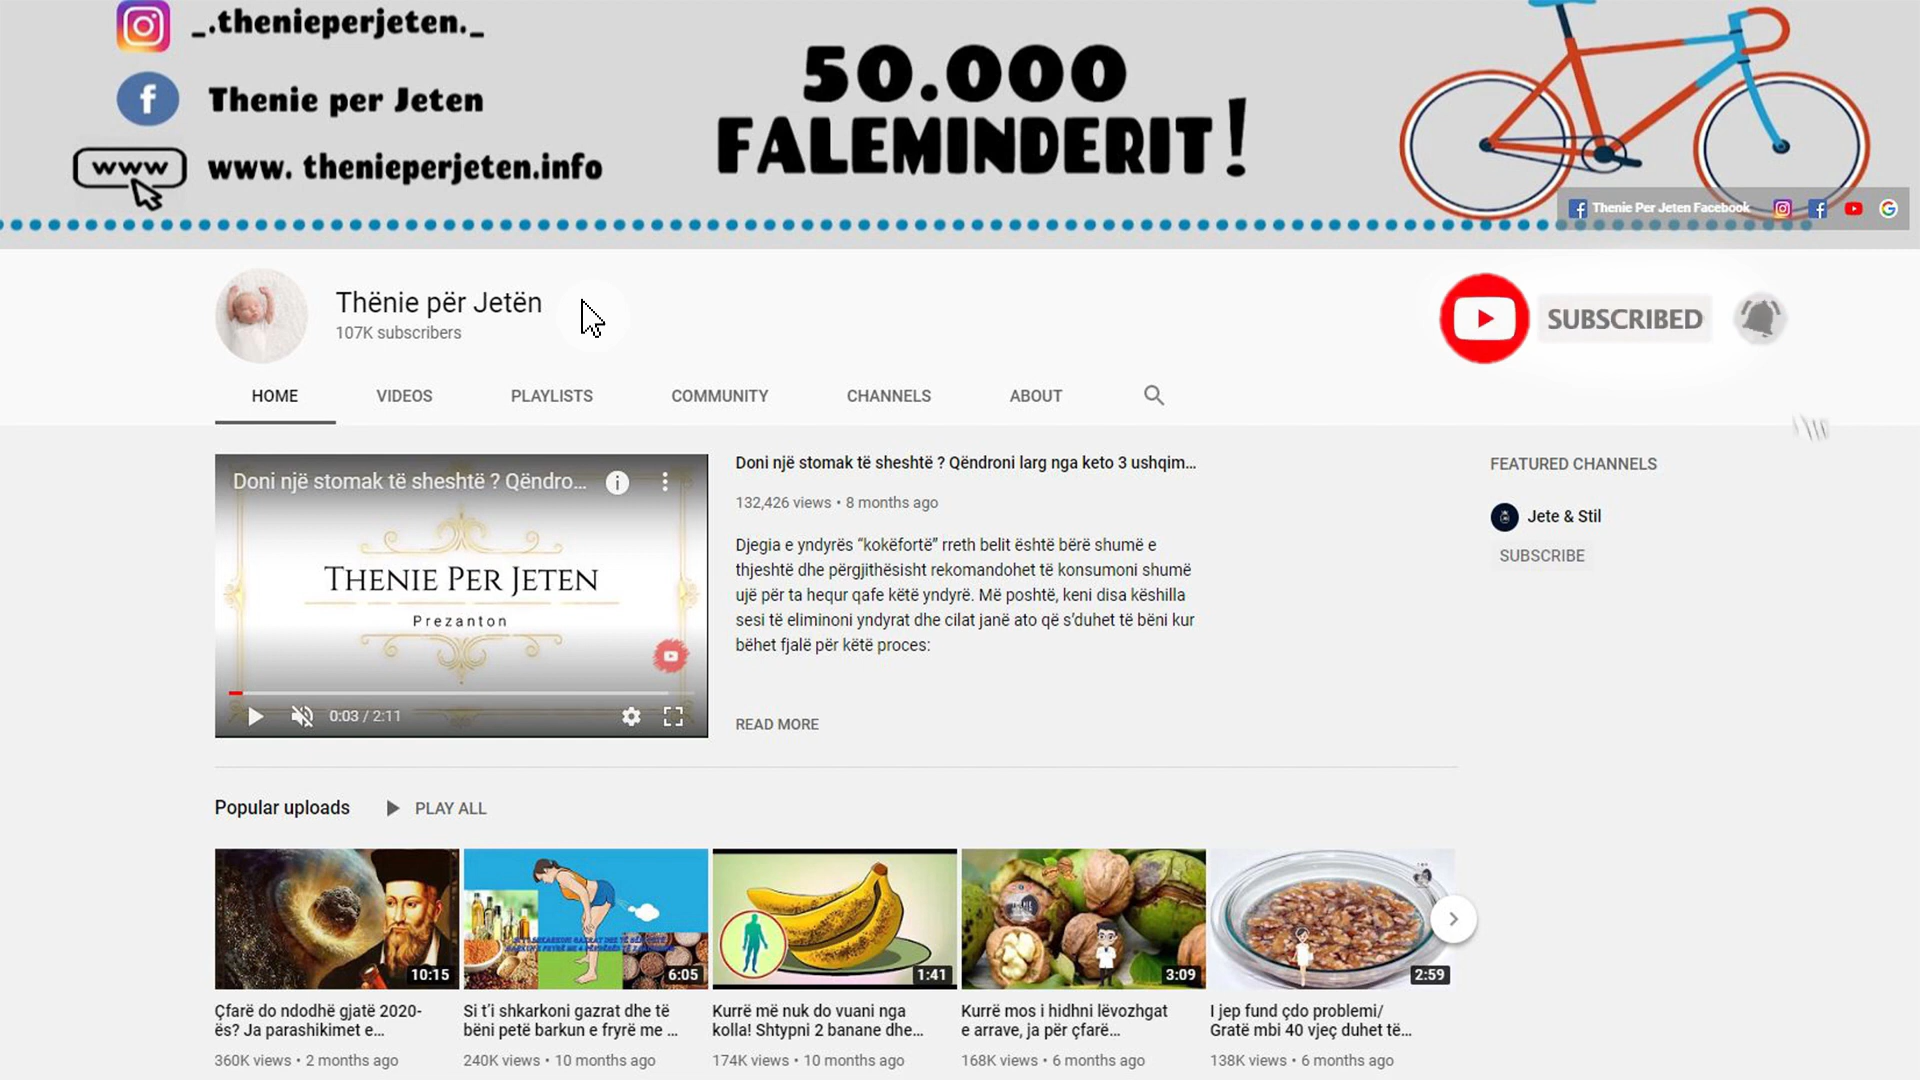 _.thenieperjeten._
Thenie per Jeten
www
www. thenieperjeten.info
50.000
FALEMINDERIT!
Thenie Per Jeten Facebook
Thënie për Jetën
107K subscribers
SUBSCRIBED
HOME
VIDEOS
PLAYLISTS
COMMUNITY
CHANNELS
ABOUT
Doni një stomak të sheshtë ? Qëndro...
THENIE PER JETEN
Prezanton
0:03 / 2:11
Doni një stomak të sheshtë ? Qëndroni larg nga keto 3 ushqim...
132,426 views • 8 months ago
Djegia e yndyrës “kokëfortë” rreth belit është bërë shumë e
thjeshtë dhe përgjithësisht rekomandohet të konsumoni shumë
ujë për ta hequr qafe këtë yndyrë. Më poshtë, keni disa këshilla
sesi të eliminoni yndyrat dhe cilat janë ato që s’duhet të bëni kur
bëhet fjalë për këtë proces:
READ MORE
FEATURED CHANNELS
Jete & Stil
SUBSCRIBE
Popular uploads
PLAY ALL
10:15
6:05
1:41
3:09
2:59
Çfarë do ndodhë gjatë 2020-
ës? Ja parashikimet e...
360K views • 2 months ago
Si t’i shkarkoni gazrat dhe të
bëni petë barkun e fryrë me ...
240K views • 10 months ago
Kurrë më nuk do vuani nga
kolla! Shtypni 2 banane dhe...
174K views • 10 months ago
Kurrë mos i hidhni lëvozhgat
e arrave, ja për çfarë...
168K views • 6 months ago
I jep fund çdo problemi/
Gratë mbi 40 vjeç duhet të...
138K views • 6 months ago